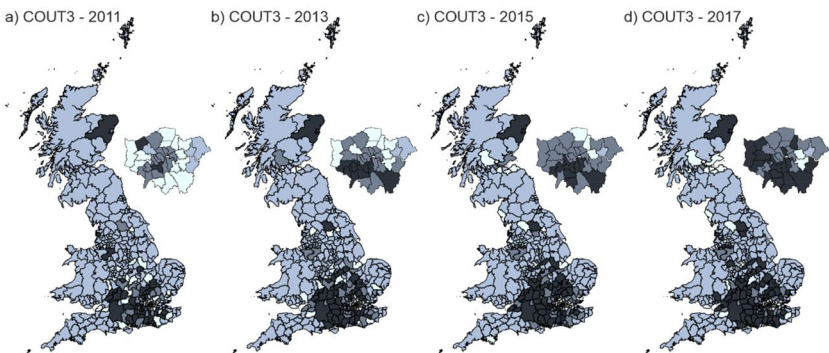 a) COUT3 - 2011
b) COUT3 - 2013
c) COUT3 - 2015
d) COUT3 - 2017